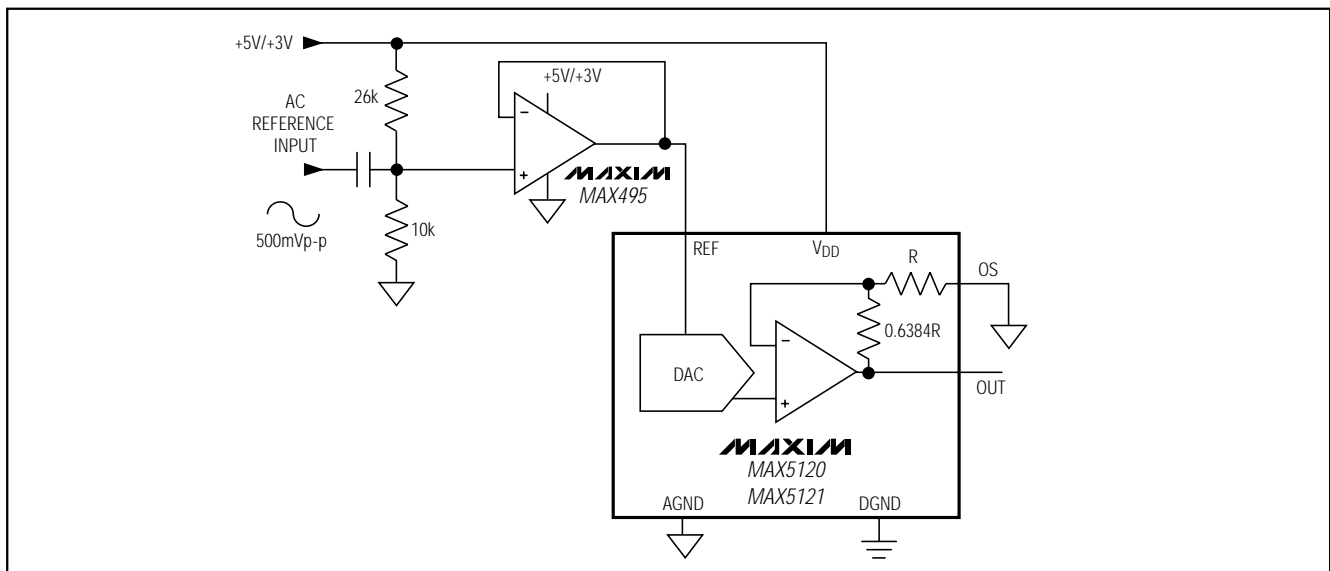 +5V/+3V
+5V/+3V
26k
AC
REFERENCE
INPUT
−
+
MAXIM
MAX495
10k
500mVp-p
REF
VDD
R
OS
0.6384R
−
DAC
+
OUT
MAXIM
MAX5120
MAX5121
AGND
DGND